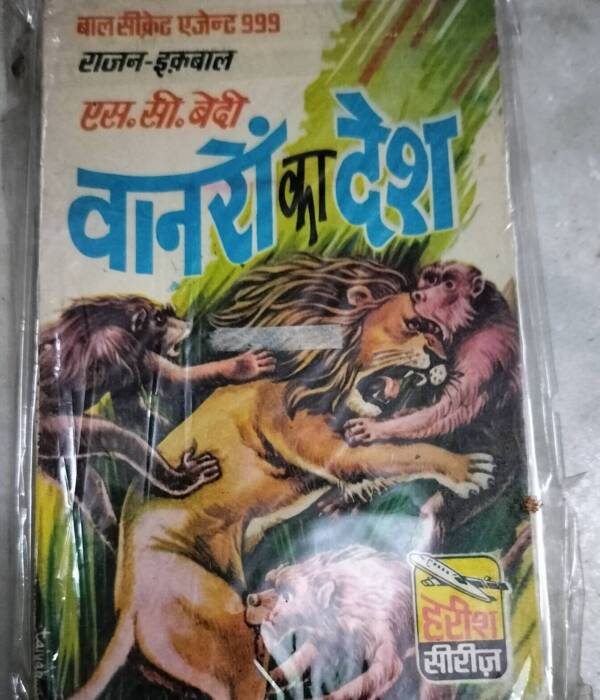 बाल सीक्रेट एजेन्ट 999
राजन-इक़बाल
एस. सी. बेदी
वानरों का देश
हरीश
सीरीज़